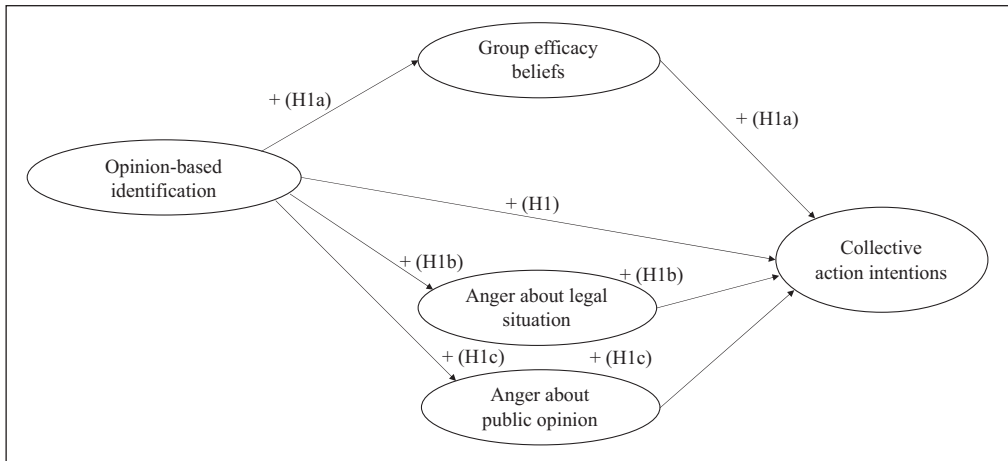 Group efficacy
beliefs
+ (H1a)
+ (H1a)
Opinion-based
identification
+ (H1)
Collective
action intentions
+ (H1b)
+ (H1b)
Anger about legal
situation
+ (H1c)
+ (H1c)
Anger about
public opinion